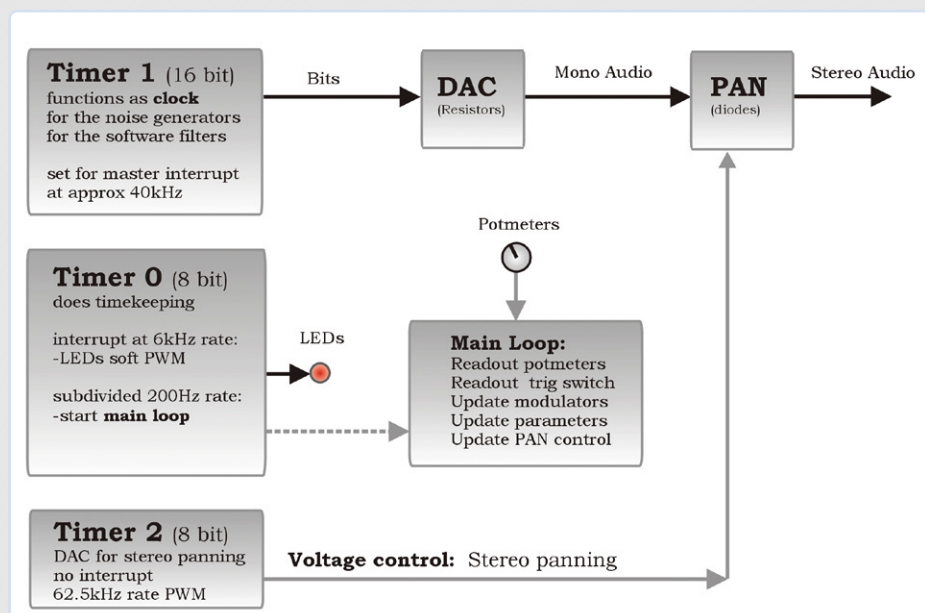 Timer 1 (16 bit)
functions as clock
for the noise generators
for the software filters
set for master interrupt
at approx 40kHz
Bits
DAC
(Resistors)
Mono Audio
PAN
(diodes)
Stereo Audio
Potmeters
Timer 0 (8 bit)
does timekeeping
interrupt at 6kHz rate:
-LEDs soft PWM
subdivided 200Hz rate:
-start main loop
LEDs
Main Loop:
Readout potmeters
Readout trig switch
Update modulators
Update parameters
Update PAN control
Timer 2 (8 bit)
DAC for stereo panning
no interrupt
62.5kHz rate PWM
Voltage control: Stereo panning